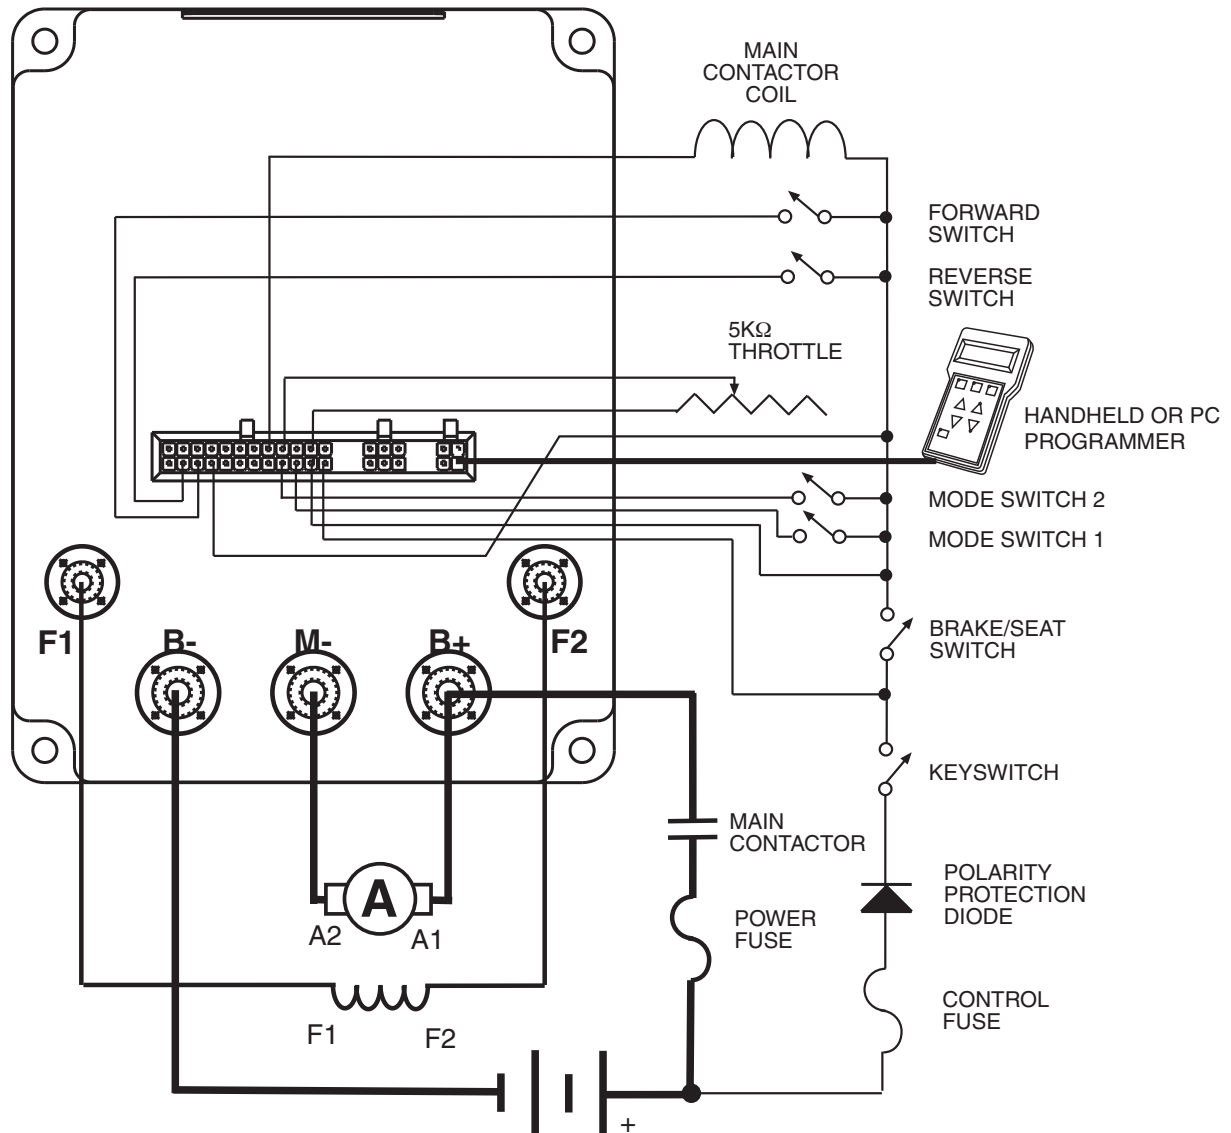 MAIN
CONTACTOR
COIL
FORWARD
SWITCH
REVERSE
SWITCH
5KΩ
THROTTLE
HANDHELD OR PC
PROGRAMMER
MODE SWITCH 2
MODE SWITCH 1
F1
B-
M-
B+
F2
BRAKE/SEAT
SWITCH
KEYSWITCH
MAIN
CONTACTOR
A
A2
A1
POLARITY
PROTECTION
DIODE
POWER
FUSE
CONTROL
FUSE
F1
F2
+